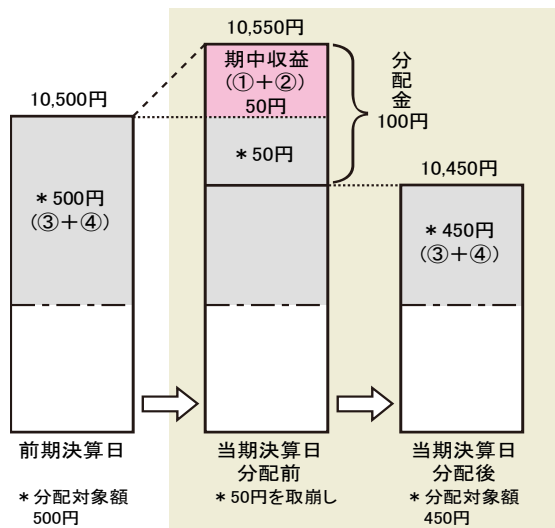 10,550円
期中収益
(①+②)
50円
分配金
100円
10,500円
*50円
10,450円
*500円
(③+④)
*450円
(③+④)
前期決算日
当期決算日
分配前
当期決算日
分配後
*分配対象額
500円
*50円を取崩し
*分配対象額
450円